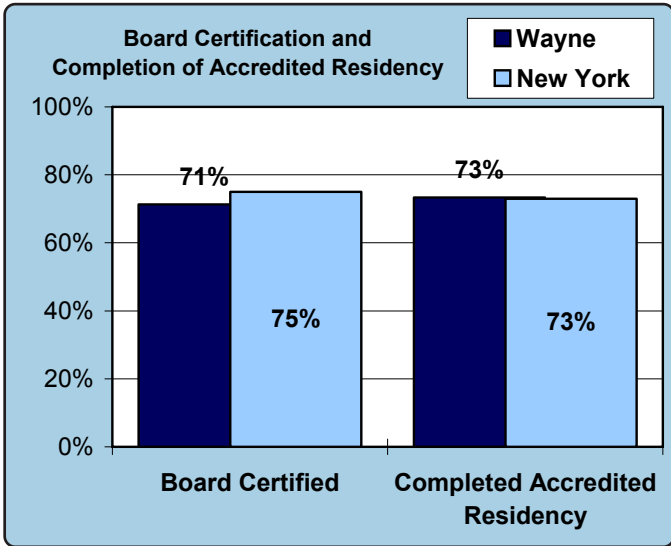 Board Certification and
Completion of Accredited Residency
Wayne
New York
100%
80%
60%
40%
20%
0%
71%
75%
73%
73%
Board Certified
Completed Accredited
Residency